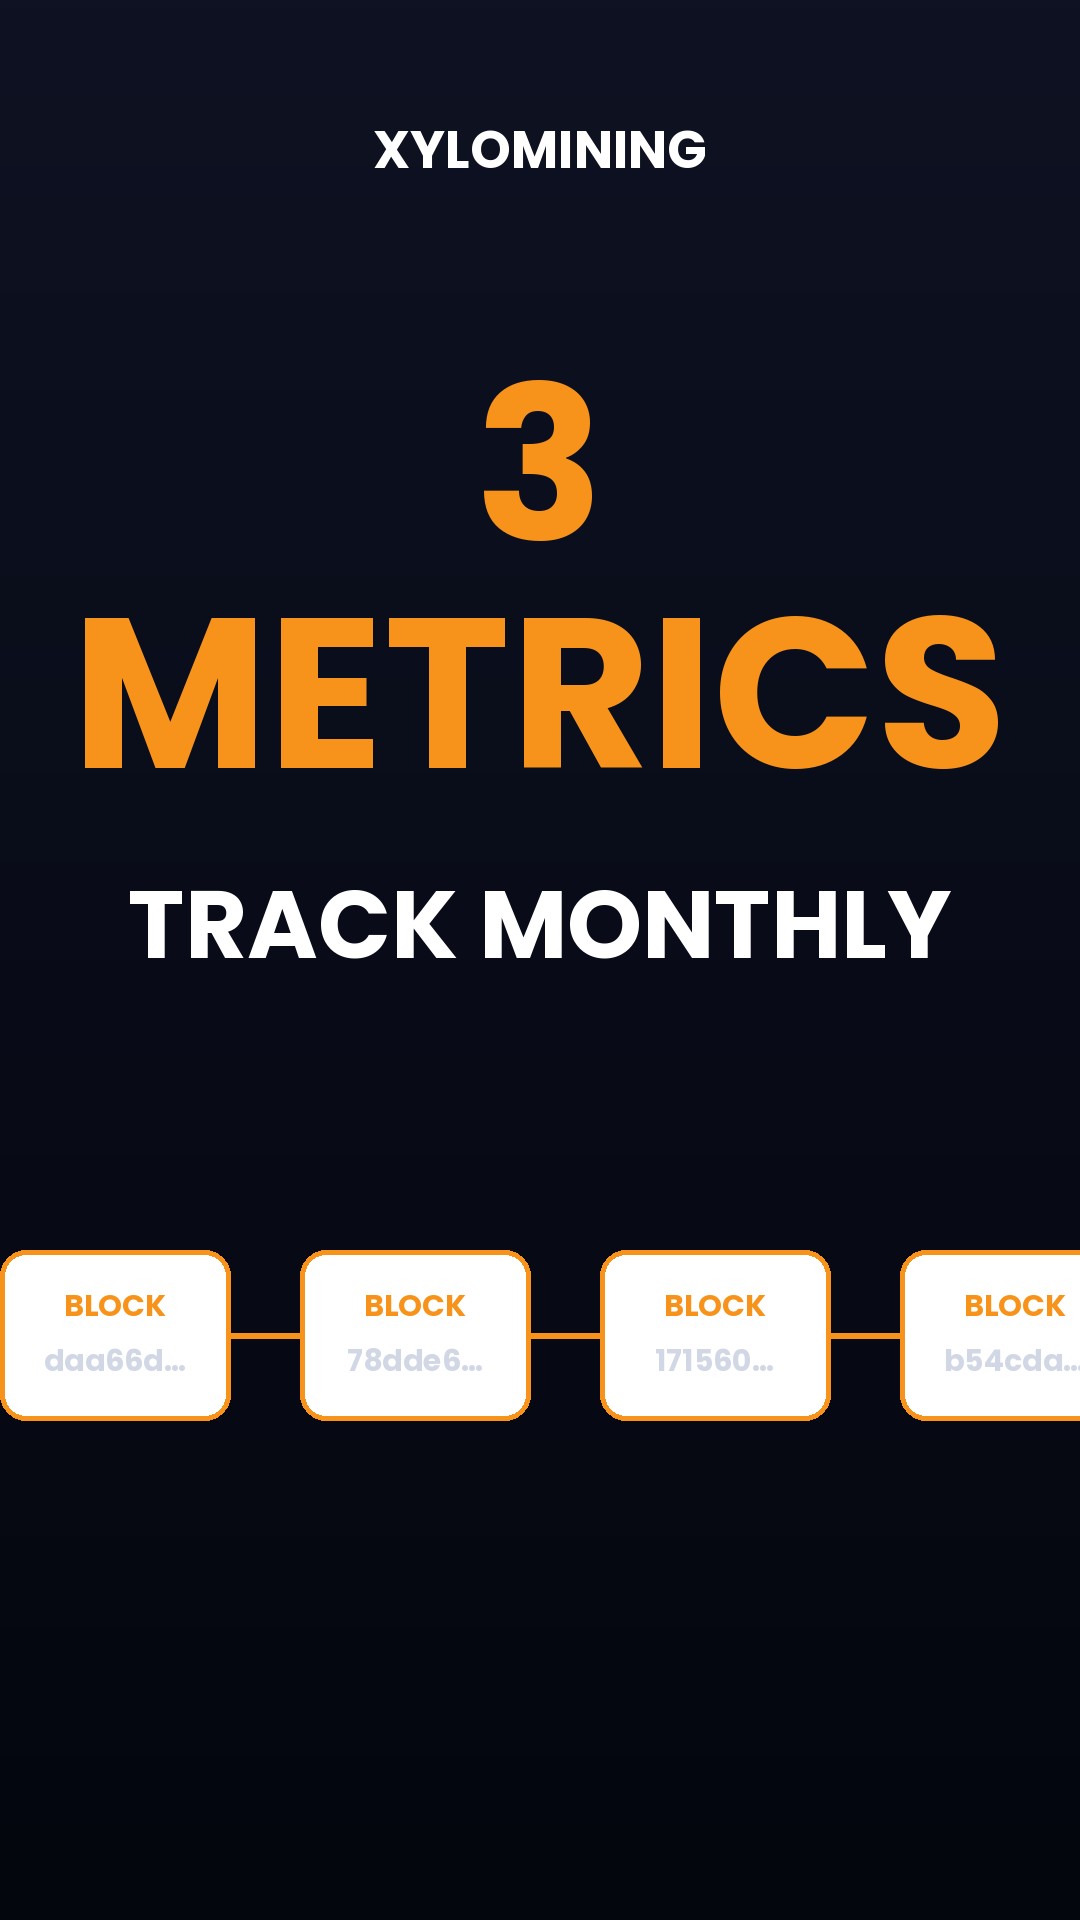 XYLOMINING
3
METRICS
TRACK MONTHLY
BLOCK BLOCK BLOCK BLOCK
daa66d... 78dde6... 171560... b54cda...